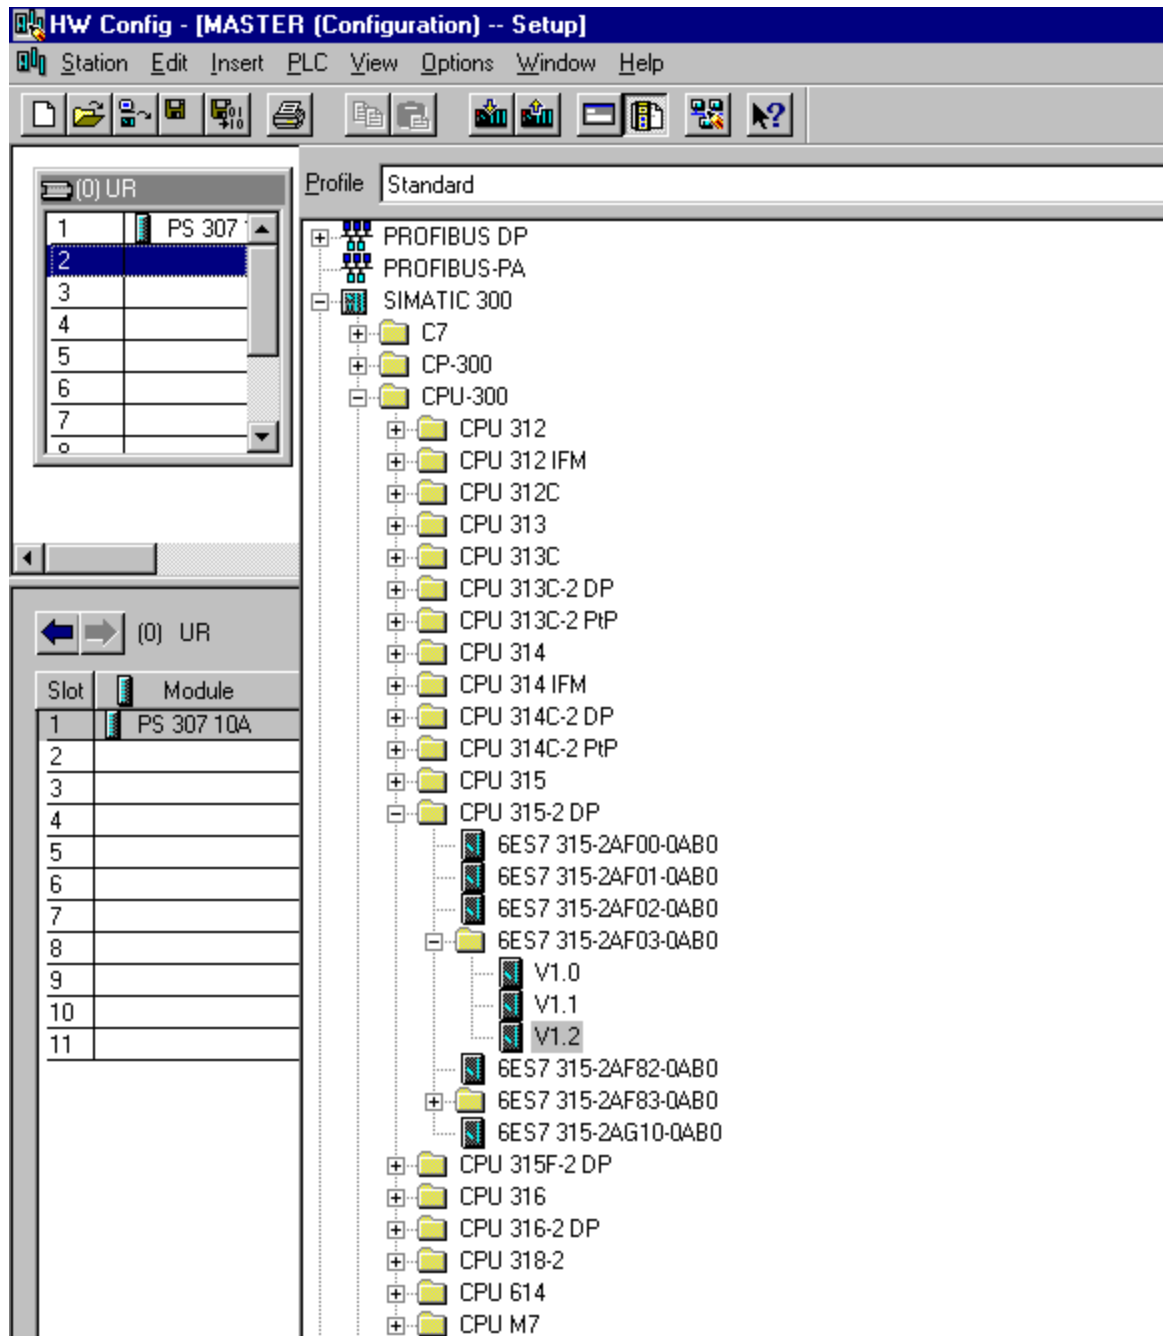 HW Config - [MASTER (Configuration) -- Setup]
Station Edit Insert PLC View Options Window Help
(0) UR
1 PS 307
2
3
4
5
6
7
Profile Standard
PROFIBUS DP
PROFIBUS-PA
SIMATIC 300
C7
CP-300
CPU-300
CPU 312
CPU 312 IFM
CPU 312C
CPU 313
CPU 313C
CPU 313C-2 DP
CPU 313C-2 PtP
CPU 314
CPU 314 IFM
CPU 314C-2 DP
CPU 314C-2 PtP
CPU 315
CPU 315-2 DP
6ES7 315-2AF00-0AB0
6ES7 315-2AF01-0AB0
6ES7 315-2AF02-0AB0
6ES7 315-2AF03-0AB0
V1.0
V1.1
V1.2
6ES7 315-2AF82-0AB0
6ES7 315-2AF83-0AB0
6ES7 315-2AG10-0AB0
CPU 315F-2 DP
CPU 316
CPU 316-2 DP
CPU 318-2
CPU 614
CPU M7
(0) UR
Slot Module
1 PS 307 10A
2
3
4
5
6
7
8
9
10
11